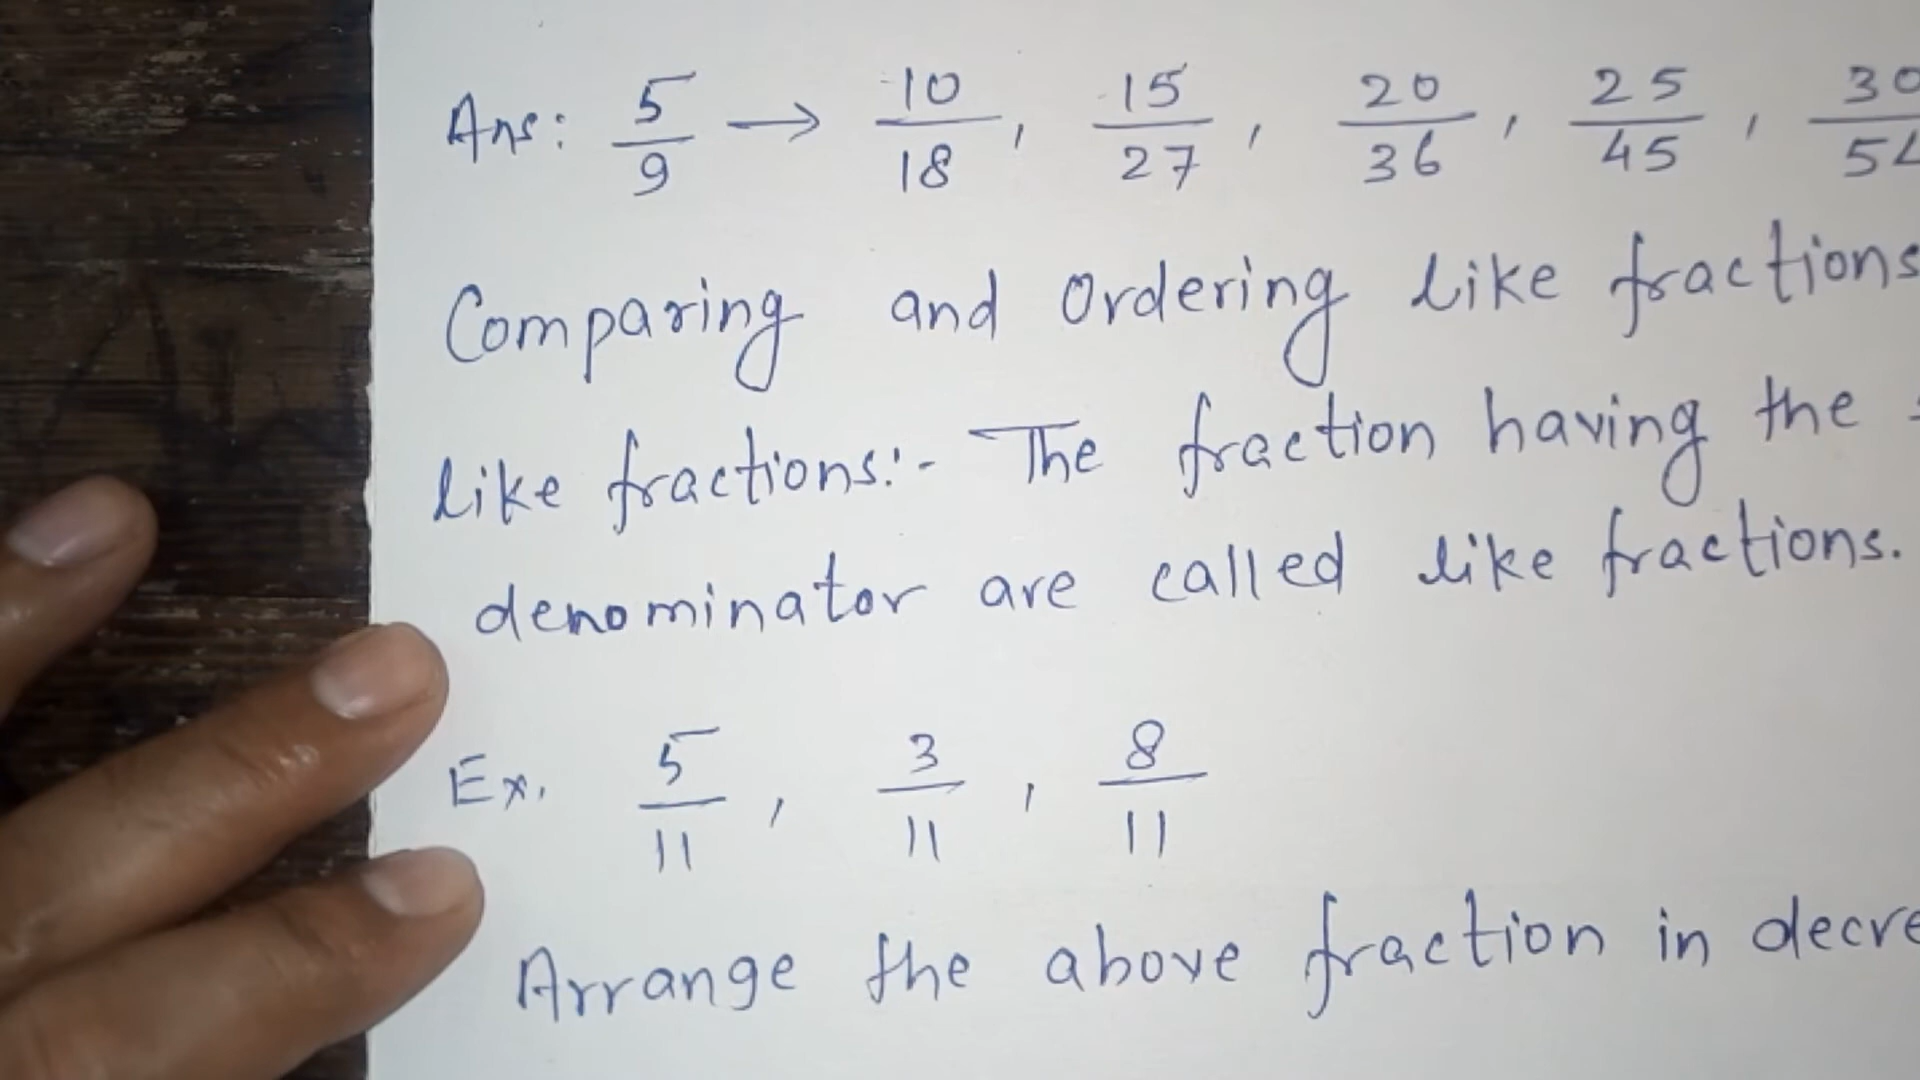 Ans: 5/9 → 10/18, 15/27, 20/36, 25/45, 30
Comparing and Ordering like fractions
like fractions:- The fraction having the
denominator are called like fractions.
Ex. 5/11, 3/11, 8/11
Arrange the above fraction in decre